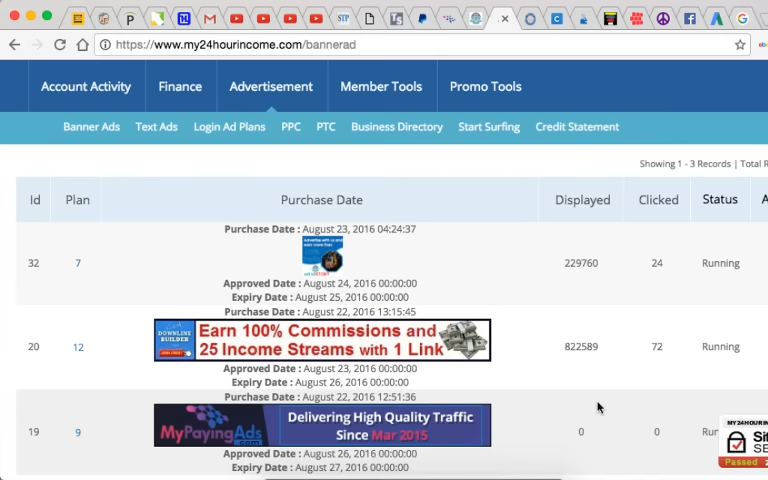 https://www.my24hourincome.com/bannerad
Account Activity Finance Advertisement Member Tools Promo Tools
Banner Ads Text Ads Login Ad Plans PPC PTC Business Directory Start Surfing Credit Statement
Showing 1 - 3 Records | Total R
Id Plan Purchase Date Displayed Clicked Status A
Purchase Date : August 23, 2016 04:24:37
32 7 229760 24 Running
Approved Date : August 24, 2016 00:00:00
Expiry Date : August 25, 2016 00:00:00
Purchase Date : August 22, 2016 13:15:45
DOWNLINE
BUILDER
Earn 100% Commissions and
25 Income Streams with 1 Link
20 12 822589 72 Running
Approved Date : August 23, 2016 00:00:00
Expiry Date : August 26, 2016 00:00:00
Purchase Date : August 22, 2016 12:51:36
MyPayingAds
.com
Delivering High Quality Traffic
Since Mar 2015
19 9 0 0 Run
Approved Date : August 26, 2016 00:00:00
Expiry Date : August 27, 2016 00:00:00
MY24HOURIN
Sit
SE
Passed